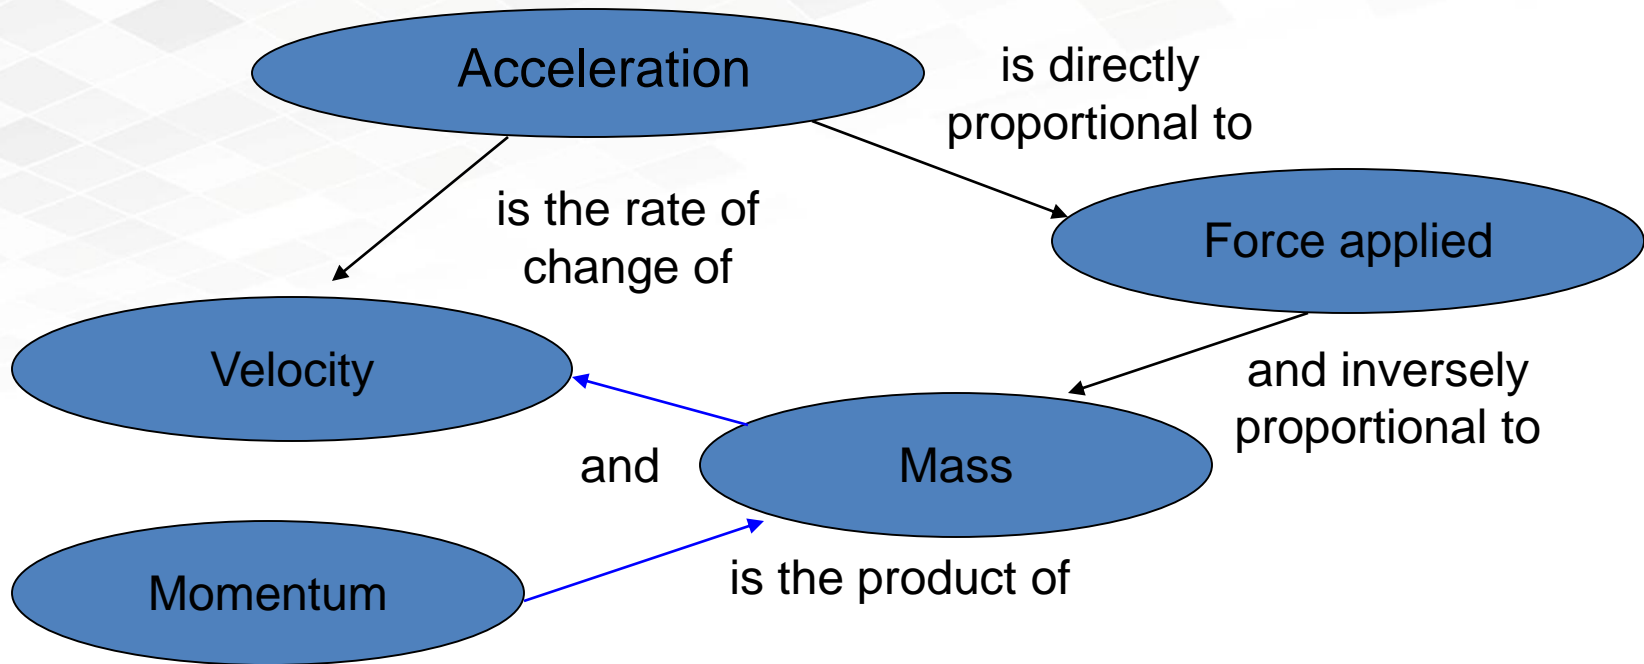 Acceleration
is directly
proportional to
is the rate of
change of
Force applied
Velocity
and inversely
proportional to
and
Mass
Momentum
is the product of